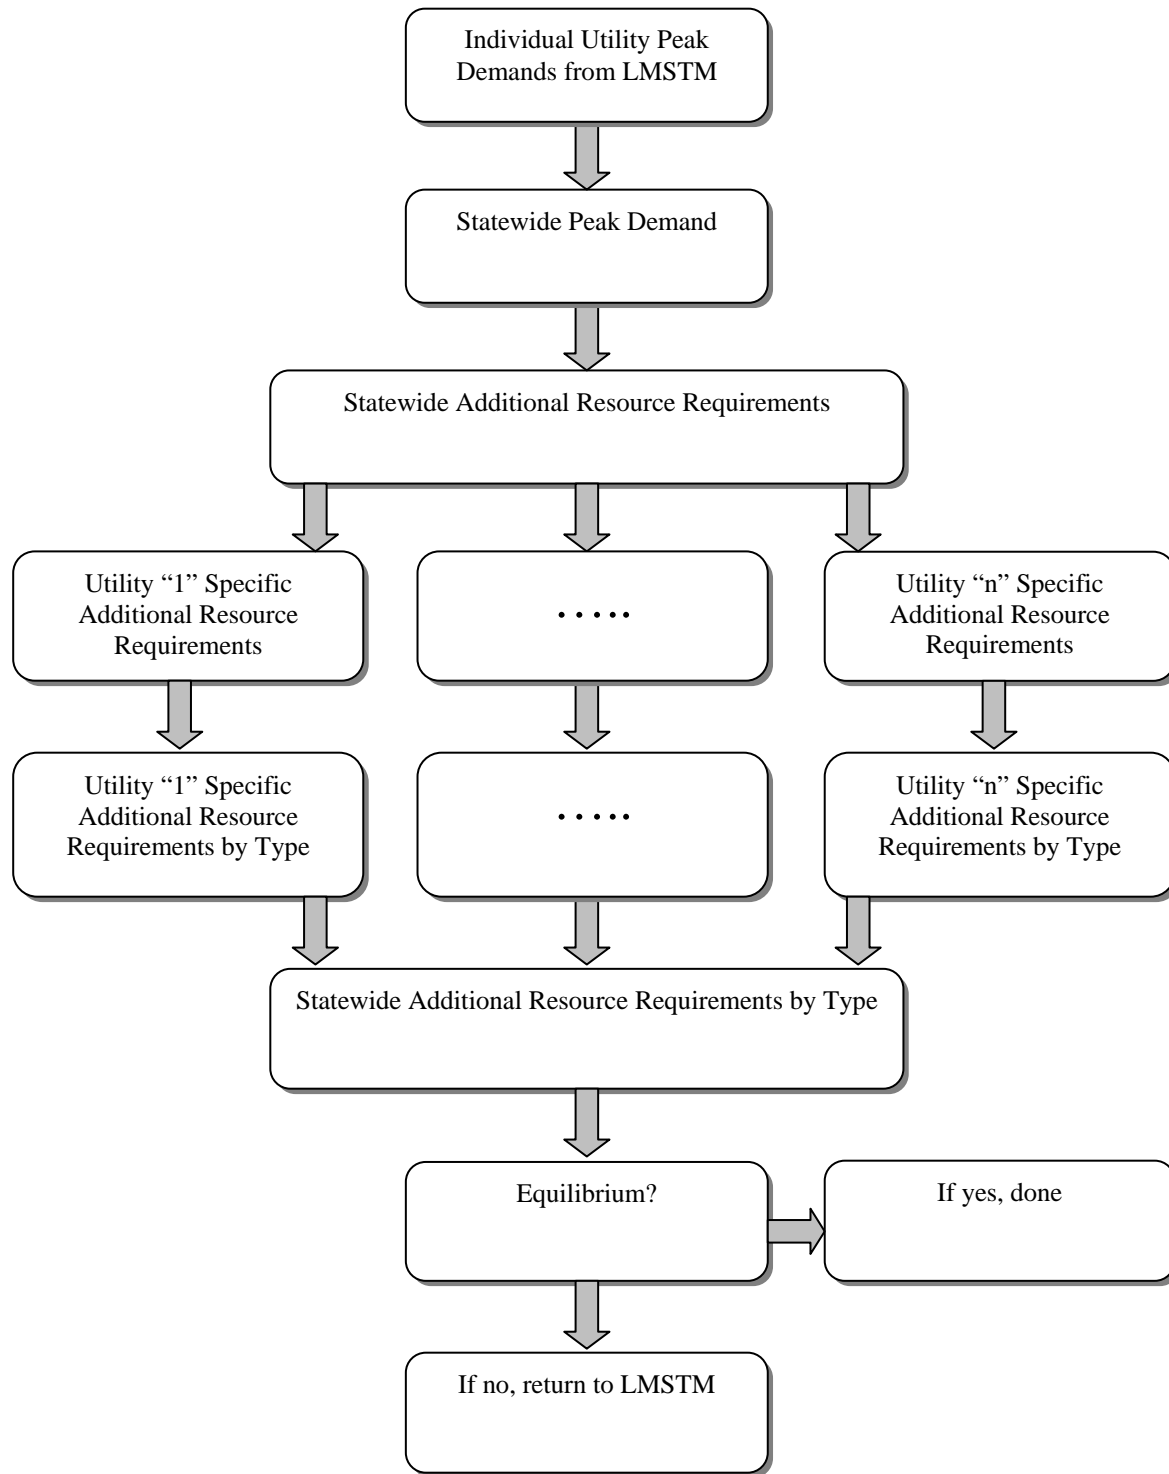 Individual Utility Peak
Demands from LMSTM
Statewide Peak Demand
Statewide Additional Resource Requirements
Utility “1” Specific
Additional Resource
Requirements
.....
Utility “n” Specific
Additional Resource
Requirements
Utility “1” Specific
Additional Resource
Requirements by Type
.....
Utility “n” Specific
Additional Resource
Requirements by Type
Statewide Additional Resource Requirements by Type
Equilibrium?
If yes, done
If no, return to LMSTM